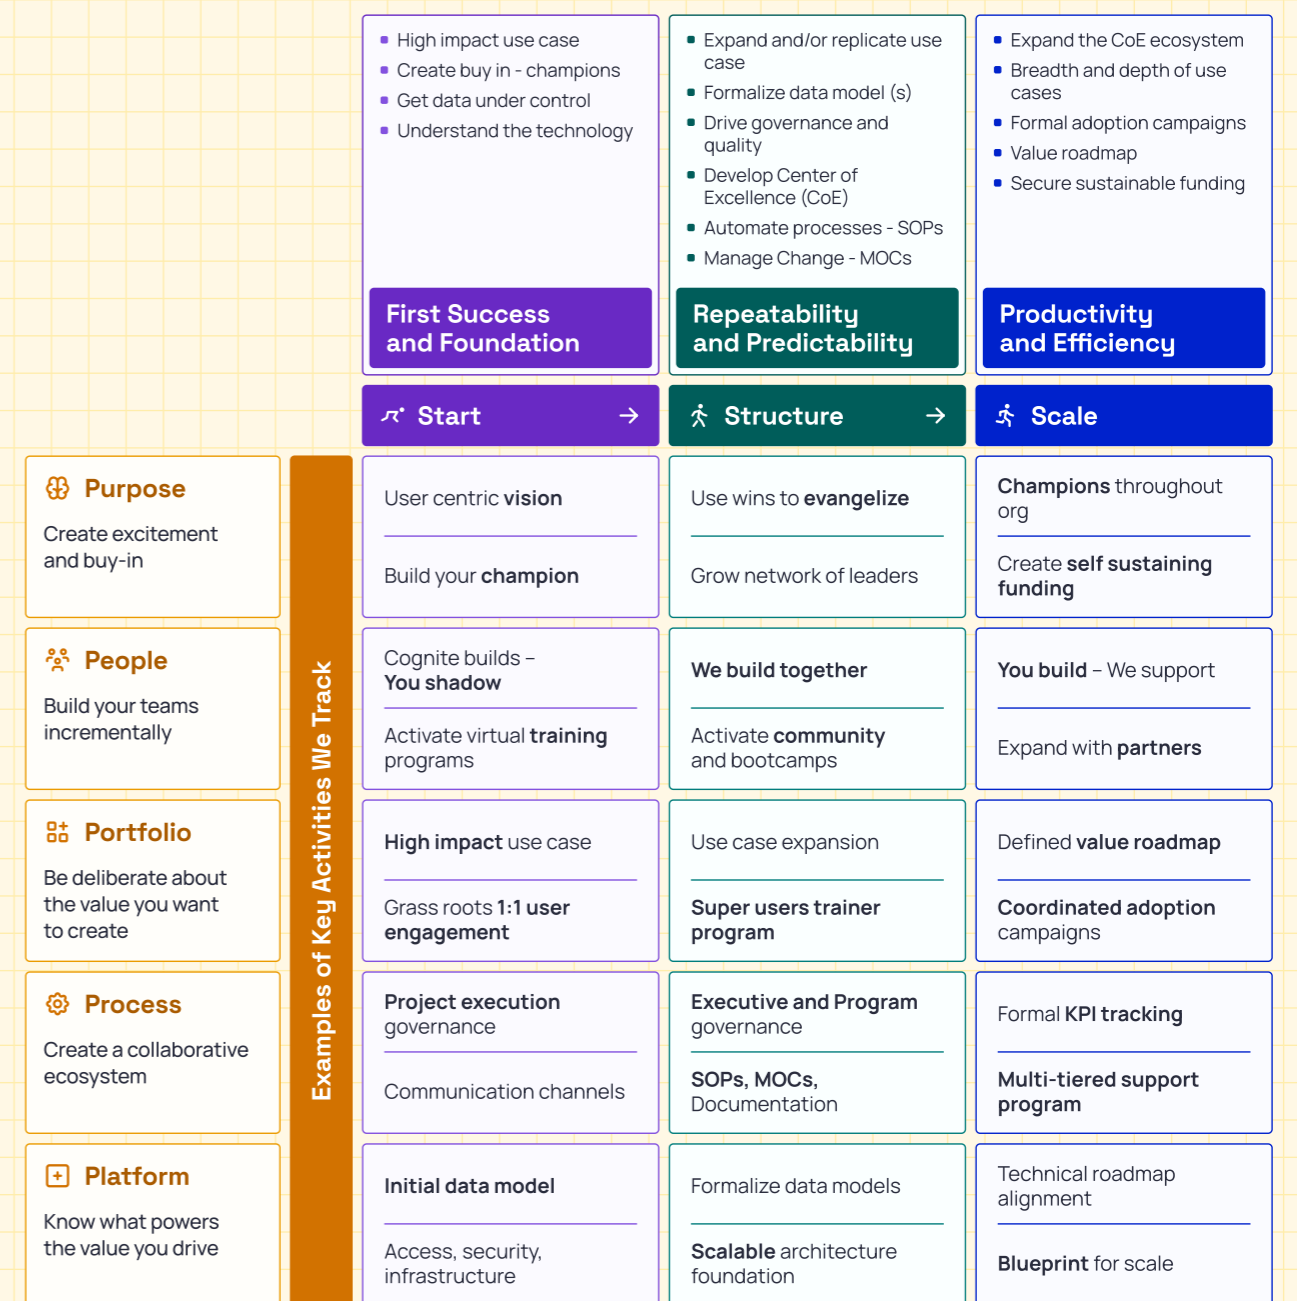 High impact use case
Create buy in - champions
Get data under control
Understand the technology
First Success
and Foundation
Expand and/or replicate use
case
Formalize data model (s)
Drive governance and
quality
Develop Center of
Excellence (CoE)
Automate processes - SOPs
Manage Change - MOCs
Repeatability
and Predictability
Expand the CoE ecosystem
Breadth and depth of use
cases
Formal adoption campaigns
Value roadmap
Secure sustainable funding
Productivity
and Efficiency
Start
Structure
Scale
Examples of Key Activities We Track
Purpose
Create excitement
and buy-in
User centric vision
Build your champion
Use wins to evangelize
Grow network of leaders
Champions throughout
org
Create self sustaining
funding
People
Build your teams
incrementally
Cognite builds –
You shadow
Activate virtual training
programs
We build together
Activate community
and bootcamps
You build – We support
Expand with partners
Portfolio
Be deliberate about
the value you want
to create
High impact use case
Grass roots 1:1 user
engagement
Use case expansion
Super users trainer
program
Defined value roadmap
Coordinated adoption
campaigns
Process
Create a collaborative
ecosystem
Project execution
governance
Communication channels
Executive and Program
governance
SOPs, MOCs,
Documentation
Formal KPI tracking
Multi-tiered support
program
Platform
Know what powers
the value you drive
Initial data model
Access, security,
infrastructure
Formalize data models
Scalable architecture
foundation
Technical roadmap
alignment
Blueprint for scale